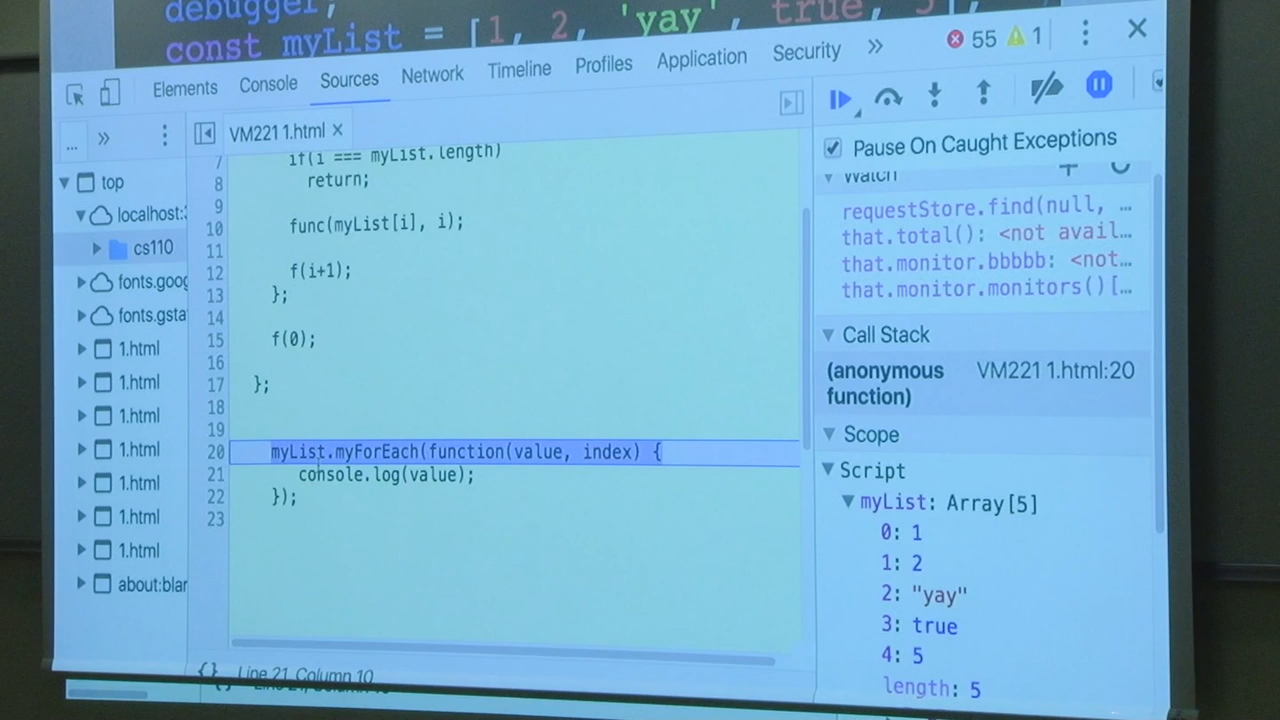 debugger;
const myList = [1, 2, 'yay', true, 5],
Elements Console Sources Network Timeline Profiles Application Security » 55 1
... »
VM221 1.html ×
top
localhost:3
cs110
fonts.goog
fonts.gsta
1.html
1.html
1.html
1.html
1.html
1.html
1.html
about:blar
7 if(i === myList.length)
8 return;
9
10 func(myList[i], i);
11
12 f(i+1);
13 };
14
15 f(0);
16
17 };
18
19
20 myList.myForEach(function(value, index) {
21 console.log(value);
22 });
23
{} Line 21, Column 10
Pause On Caught Exceptions
Watch
requestStore.find(null, …
that.total(): <not avail…
that.monitor.bbbbb: <not…
that.monitor.monitors()[…
Call Stack
(anonymous function) VM221 1.html:20
Scope
Script
myList: Array[5]
0: 1
1: 2
2: "yay"
3: true
4: 5
length: 5